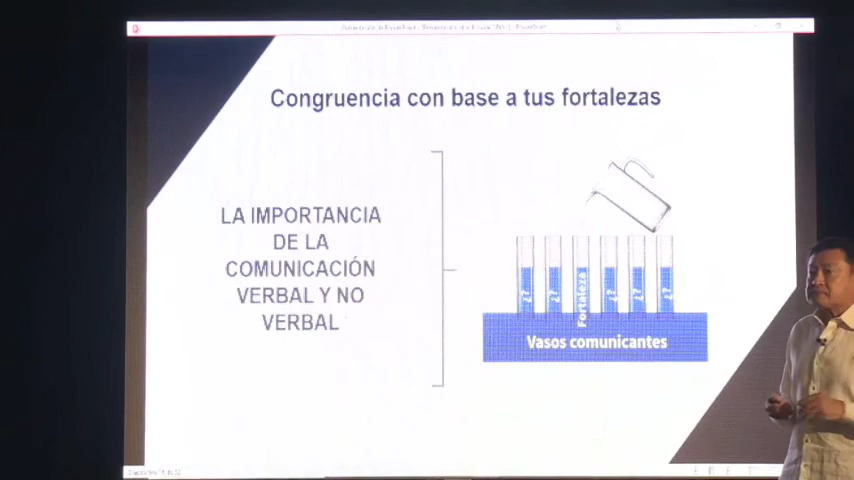 Congruencia con base a tus fortalezas
LA IMPORTANCIA
DE LA
COMUNICACIÓN
VERBAL Y NO
VERBAL
¿?
¿?
Fortaleza
¿?
¿?
¿?
Vasos comunicantes